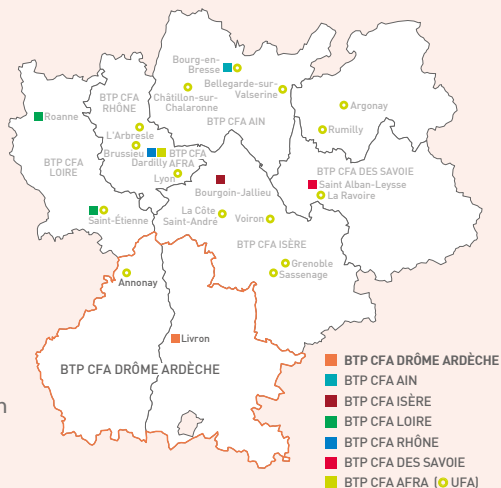 Bourg-en-
Bresse
Bellegarde-sur-
Valserine
Châtillon-sur-
Chalaronne
BTP CFA AIN
BTP CFA
RHÔNE
Roanne
L'Arbresle
Brussieu
Dardilly
BTP CFA
AFRA
Lyon
BTP CFA
LOIRE
Saint-Étienne
Argonay
Rumilly
BTP CFA DES SAVOIE
Saint Alban-Leysse
La Ravoire
Bourgoin-Jallieu
La Côte
Saint-André
Voiron
BTP CFA ISÈRE
Grenoble
Sassenage
Annonay
Livron
BTP CFA DRÔME ARDÈCHE
n
BTP CFA DRÔME ARDÈCHE
BTP CFA AIN
BTP CFA ISÈRE
BTP CFA LOIRE
BTP CFA RHÔNE
BTP CFA DES SAVOIE
BTP CFA AFRA (UFA)